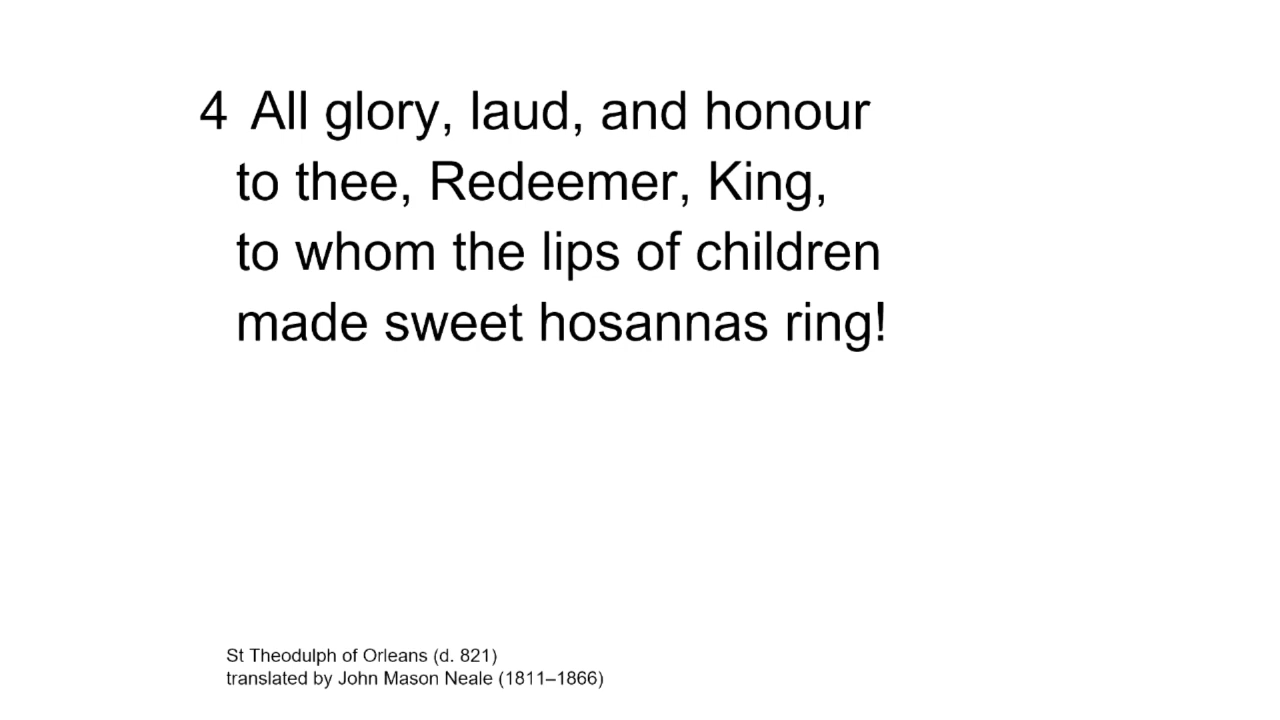 4 All glory, laud, and honour
to thee, Redeemer, King,
to whom the lips of children
made sweet hosannas ring!
St Theodulph of Orleans (d. 821)
translated by John Mason Neale (1811–1866)